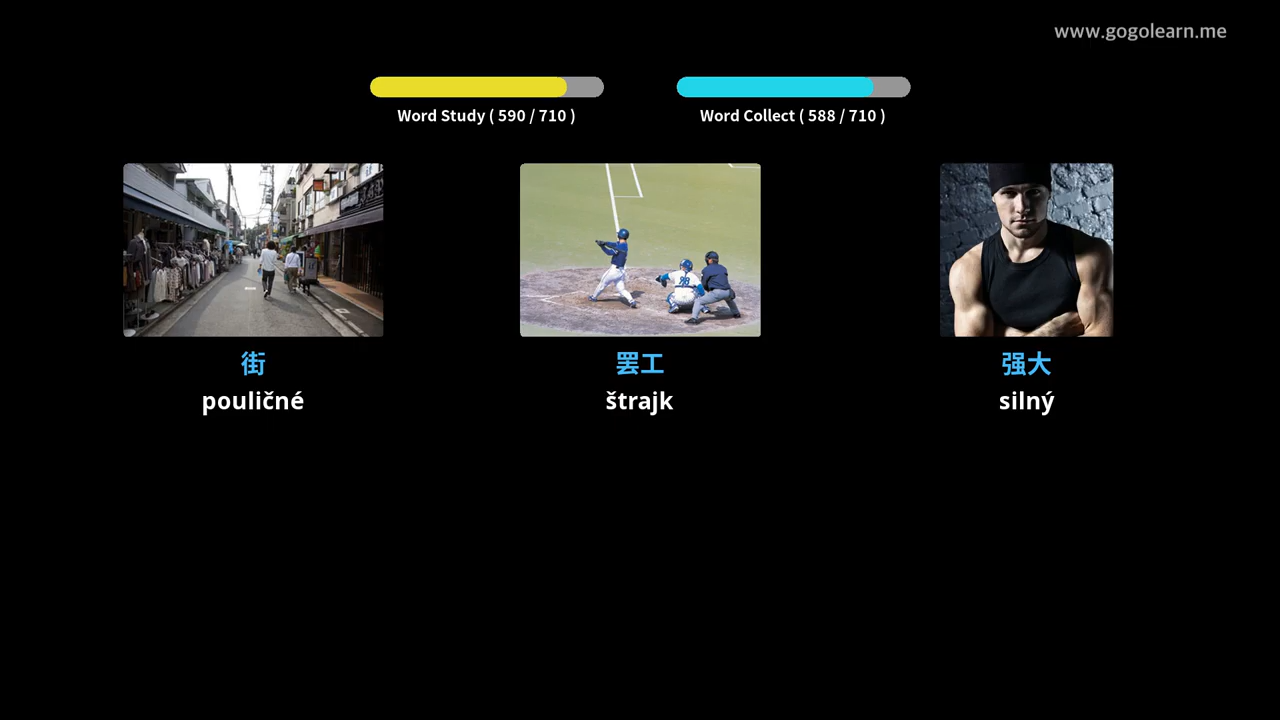 www.gogolearn.me
Word Study ( 590 / 710 )
Word Collect ( 588 / 710 )
街
罢工
强大
pouličné
štrajk
silný